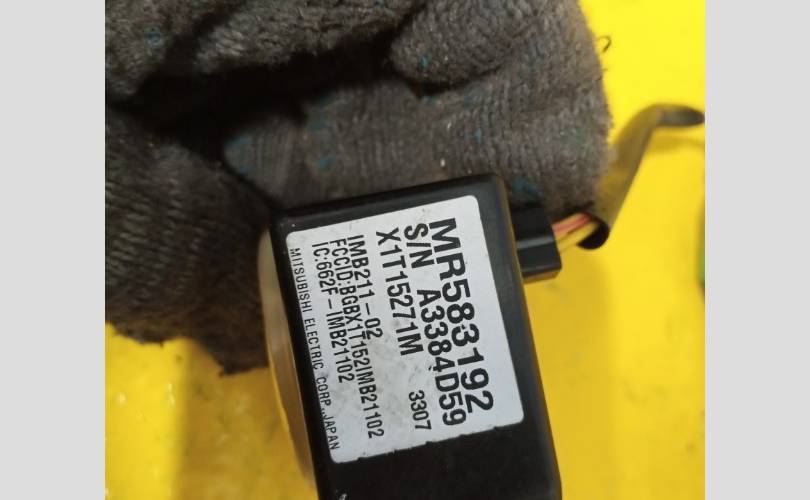 MR583192
S/N A3384D59
X1T15271M 3307
IMB211-02
FCCID:BGBX1T152IMB21102
IC:662F-IMB21102
MITSUBISHI ELECTRIC CORP.JAPAN